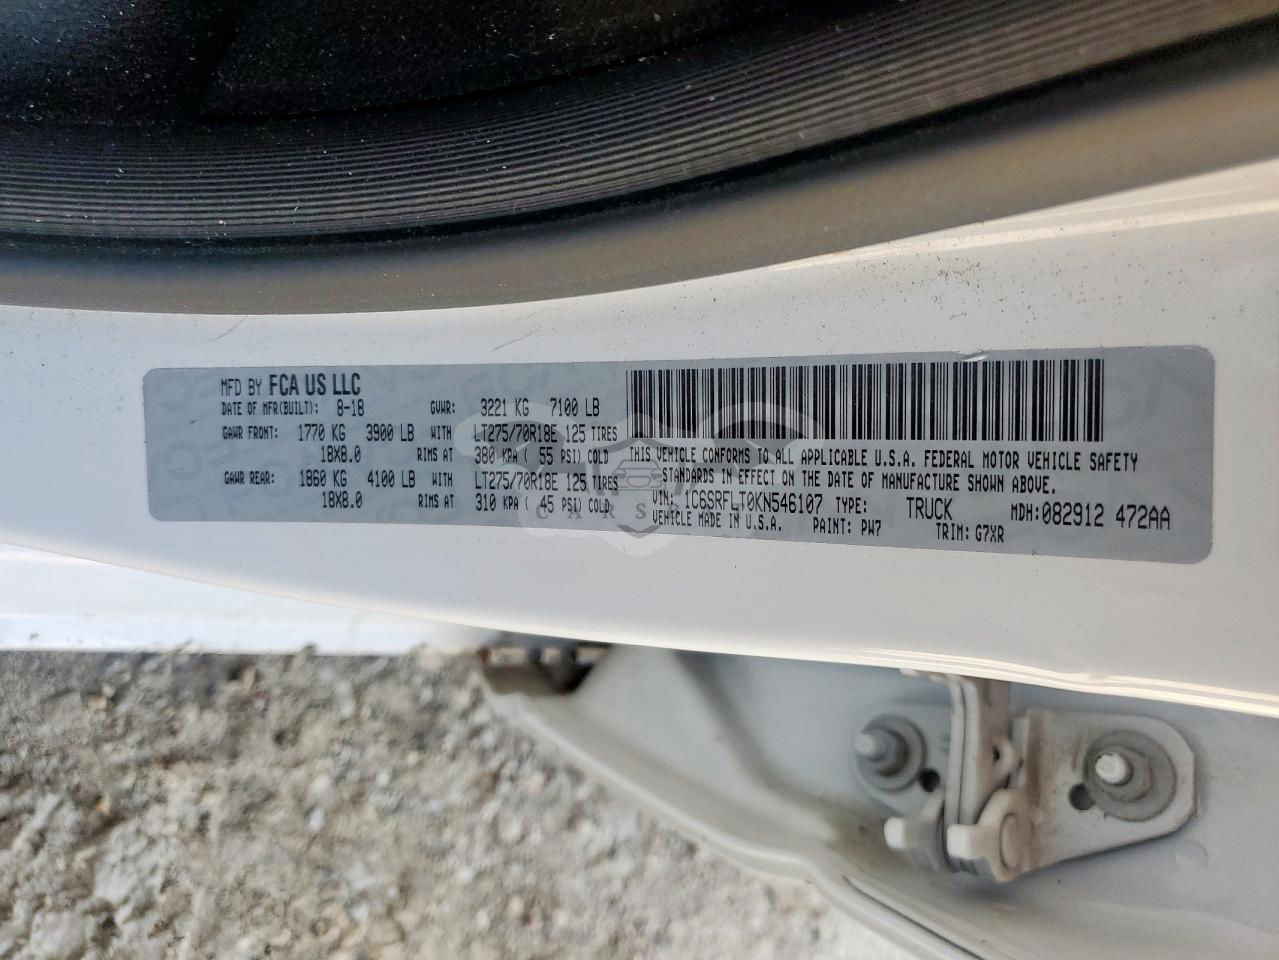 MFD BY FCA US LLC
DATE OF MFR(BUILT): 8-18 GVWR: 3221 KG 7100 LB
GAWR FRONT: 1770 KG 3900 LB WITH LT275/70R18E 125 TIRES
18X8.0 RIMS AT 380 KPA ( 55 PSI) COLD
GAWR REAR: 1860 KG 4100 LB WITH LT275/70R18E 125 TIRES
18X8.0 RIMS AT 310 KPA ( 45 PSI) COLD
THIS VEHICLE CONFORMS TO ALL APPLICABLE U.S.A. FEDERAL MOTOR VEHICLE SAFETY
STANDARDS IN EFFECT ON THE DATE OF MANUFACTURE SHOWN ABOVE.
VIN: 1C6SRFLT0KN546107 TYPE: TRUCK MDH:082912 472AA
VEHICLE MADE IN U.S.A. PAINT: PW7 TRIM: G7XR